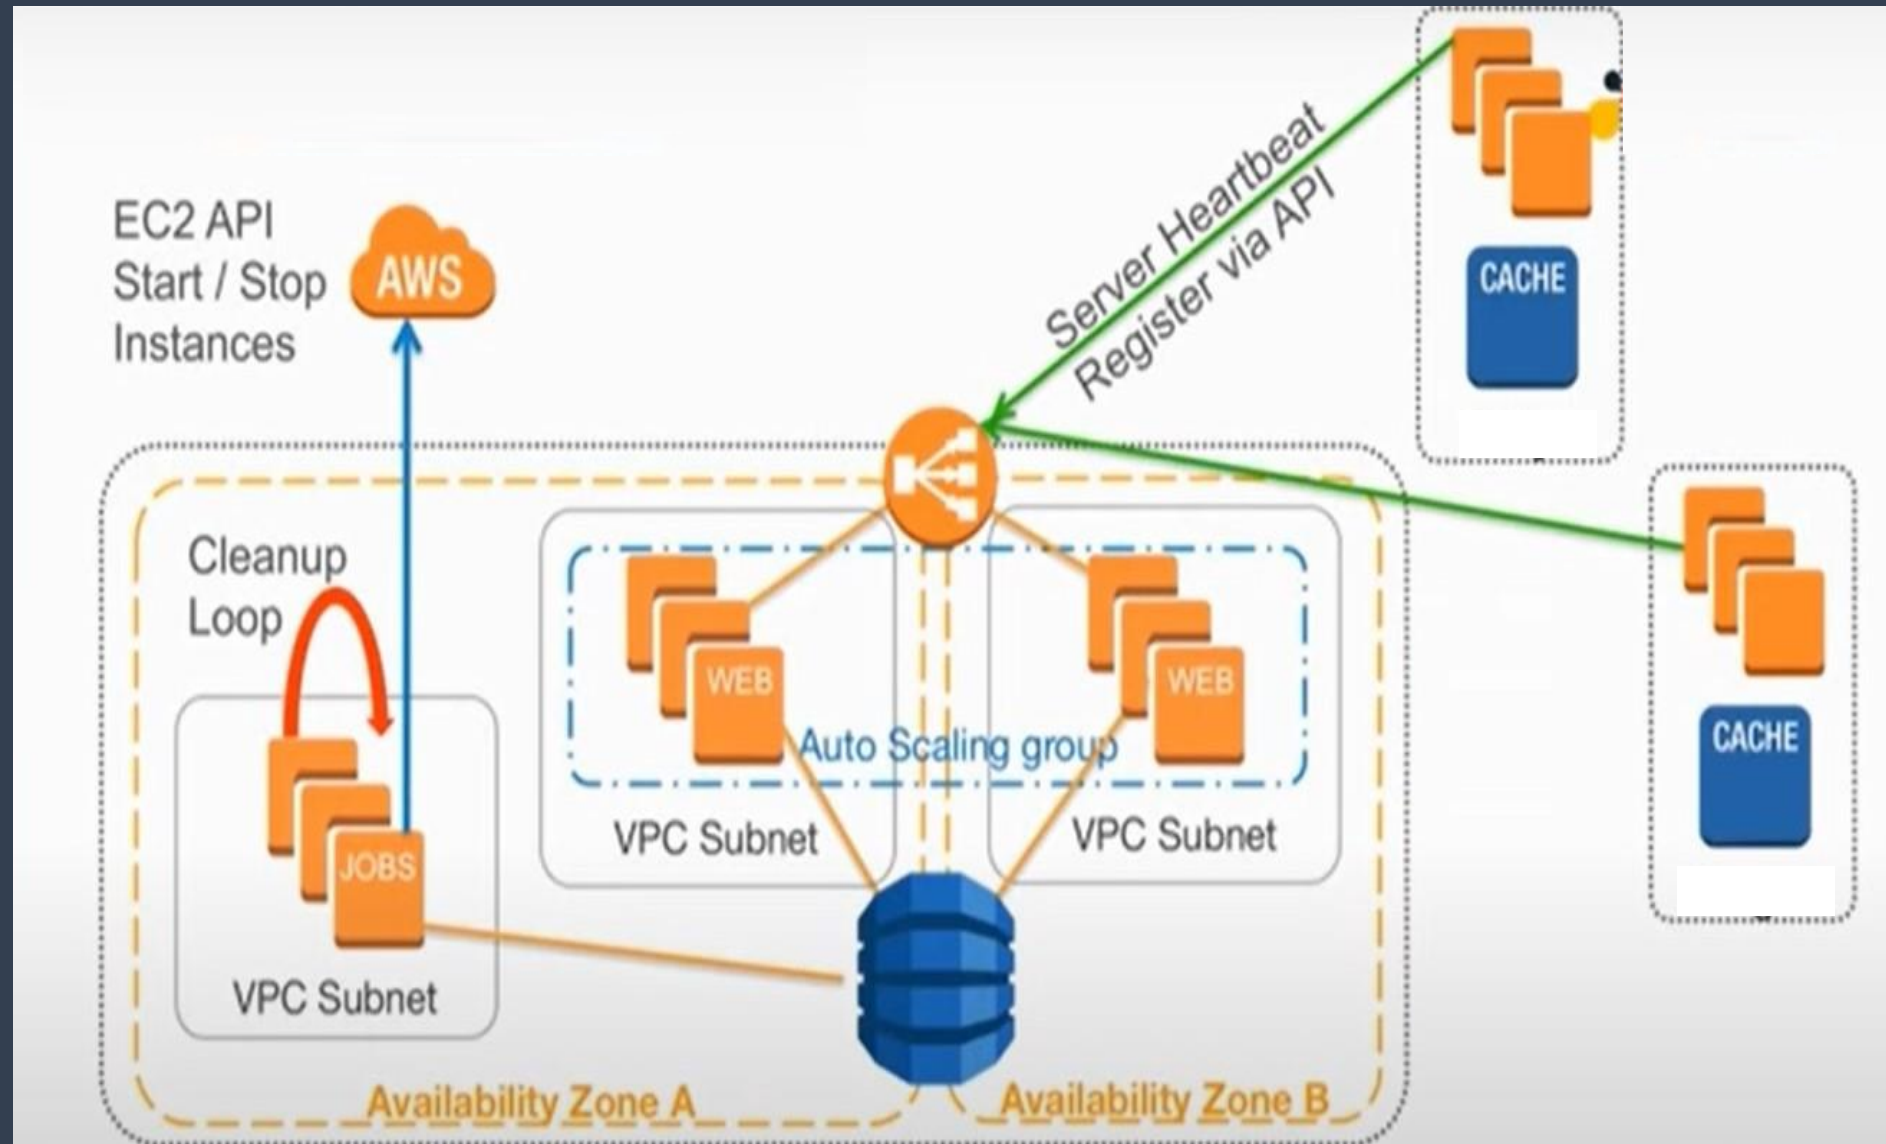 Server Heartbeat
Register via API
CACHE
EC2 API
Start / Stop
Instances
AWS
Cleanup
Loop
WEB
WEB
Auto Scaling group
CACHE
VPC Subnet
VPC Subnet
JOBS
VPC Subnet
Availability Zone A
Availability Zone B